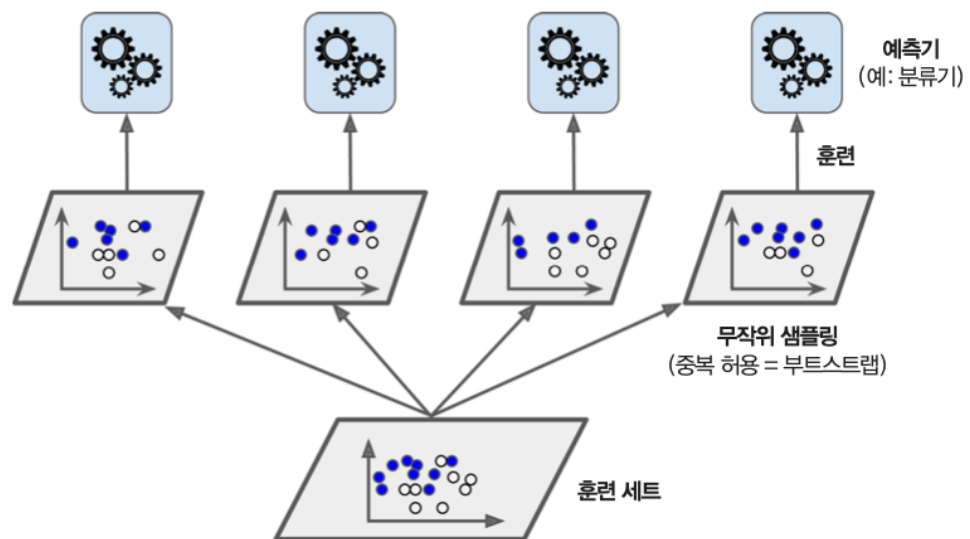 예측기
(예: 분류기)
훈련
무작위 샘플링
(중복 허용 = 부트스트랩)
훈련 세트